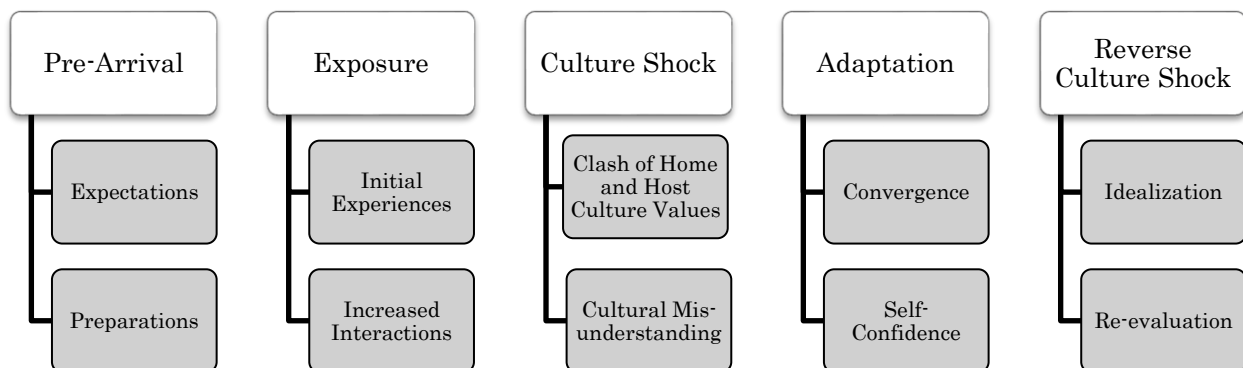 Pre-Arrival
Expectations
Preparations
Exposure
Initial
Experiences
Increased
Interactions
Culture Shock
Clash of Home
and Host
Culture Values
Cultural Mis-
understanding
Adaptation
Convergence
Self-
Confidence
Reverse
Culture Shock
Idealization
Re-evaluation